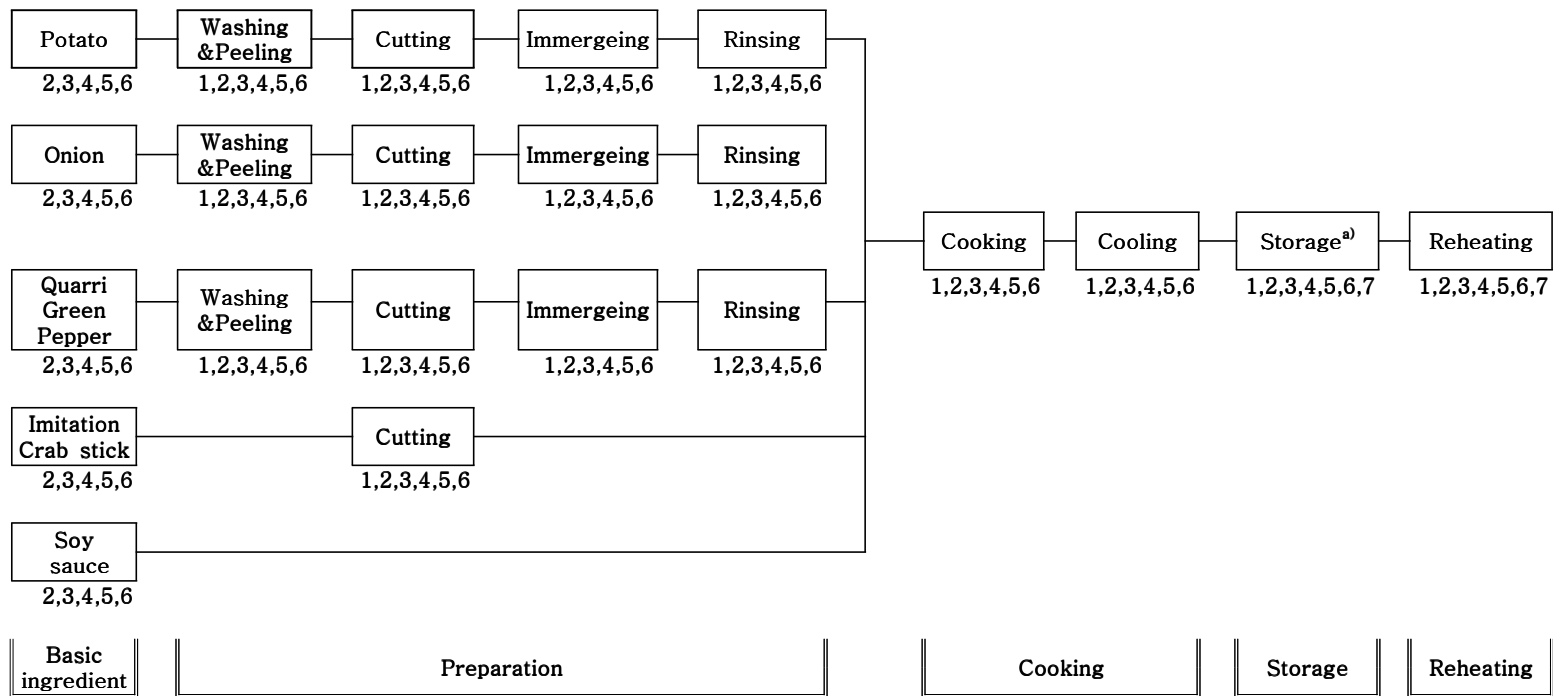 Potato
Washing
&Peeling
Cutting
Immergeing
Rinsing
2,3,4,5,6
1,2,3,4,5,6
1,2,3,4,5,6
1,2,3,4,5,6
1,2,3,4,5,6
Onion
Washing
&Peeling
Cutting
Immergeing
Rinsing
2,3,4,5,6
1,2,3,4,5,6
1,2,3,4,5,6
1,2,3,4,5,6
1,2,3,4,5,6
Cooking
Cooling
Storage a)
Reheating
1,2,3,4,5,6
1,2,3,4,5,6
1,2,3,4,5,6,7
1,2,3,4,5,6,7
Quarri
Green
Pepper
Washing
&Peeling
Cutting
Immergeing
Rinsing
2,3,4,5,6
1,2,3,4,5,6
1,2,3,4,5,6
1,2,3,4,5,6
1,2,3,4,5,6
Imitation
Crab stick
Cutting
2,3,4,5,6
1,2,3,4,5,6
Soy
sauce
2,3,4,5,6
Basic
ingredient
Preparation
Cooking
Storage
Reheating